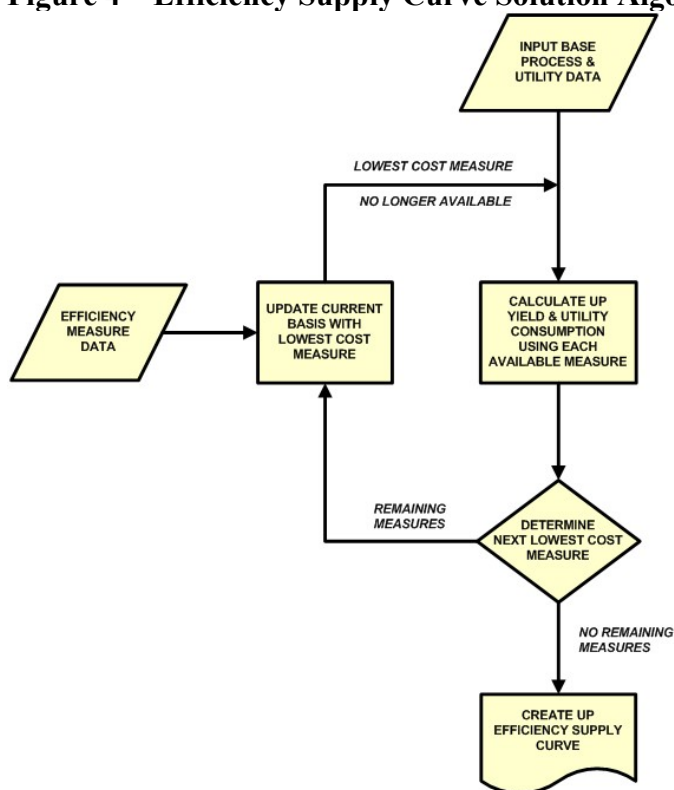 Figure 4 – Efficiency Supply Curve Solution Algo
INPUT BASE
PROCESS &
UTILITY DATA
LOWEST COST MEASURE
NO LONGER AVAILABLE
EFFICIENCY
MEASURE
DATA
UPDATE CURRENT
BASIS WITH
LOWEST COST
MEASURE
CALCULATE UP
YIELD & UTILITY
CONSUMPTION
USING EACH
AVAILABLE MEASURE
REMAINING
MEASURES
DETERMINE
NEXT LOWEST COST
MEASURE
NO REMAINING
MEASURES
CREATE UP
EFFICIENCY SUPPLY
CURVE